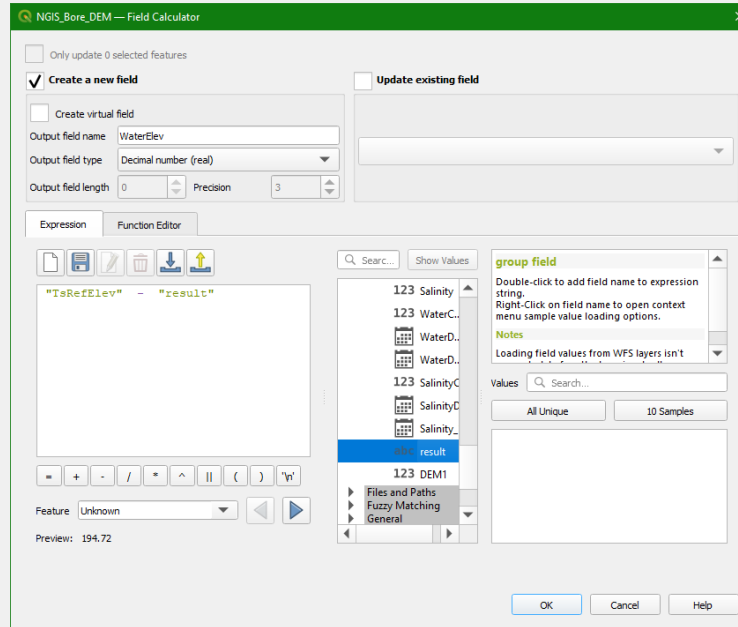 NGIS_Bore_DEM — Field Calculator
Only update 0 selected features
Create a new field
Update existing field
Create virtual field
Output field name WaterElev
Output field type Decimal number (real)
Output field length 0 Precision 3
Expression Function Editor
Searc... Show Values
"TsRefElev" - "result"
= + - / * ^ || ( ) '\n'
Feature Unknown
Preview: 194.72
123 Salinity
123 WaterC..
WaterD..
WaterD..
123 SalinityC
SalinityD
Salinity_
abc result
123 DEM1
Files and Paths
Fuzzy Matching
General
group field
Double-click to add field name to expression
string.
Right-Click on field name to open context
menu sample value loading options.
Notes
Loading field values from WFS layers isn't
Values Search...
All Unique 10 Samples
OK Cancel Help